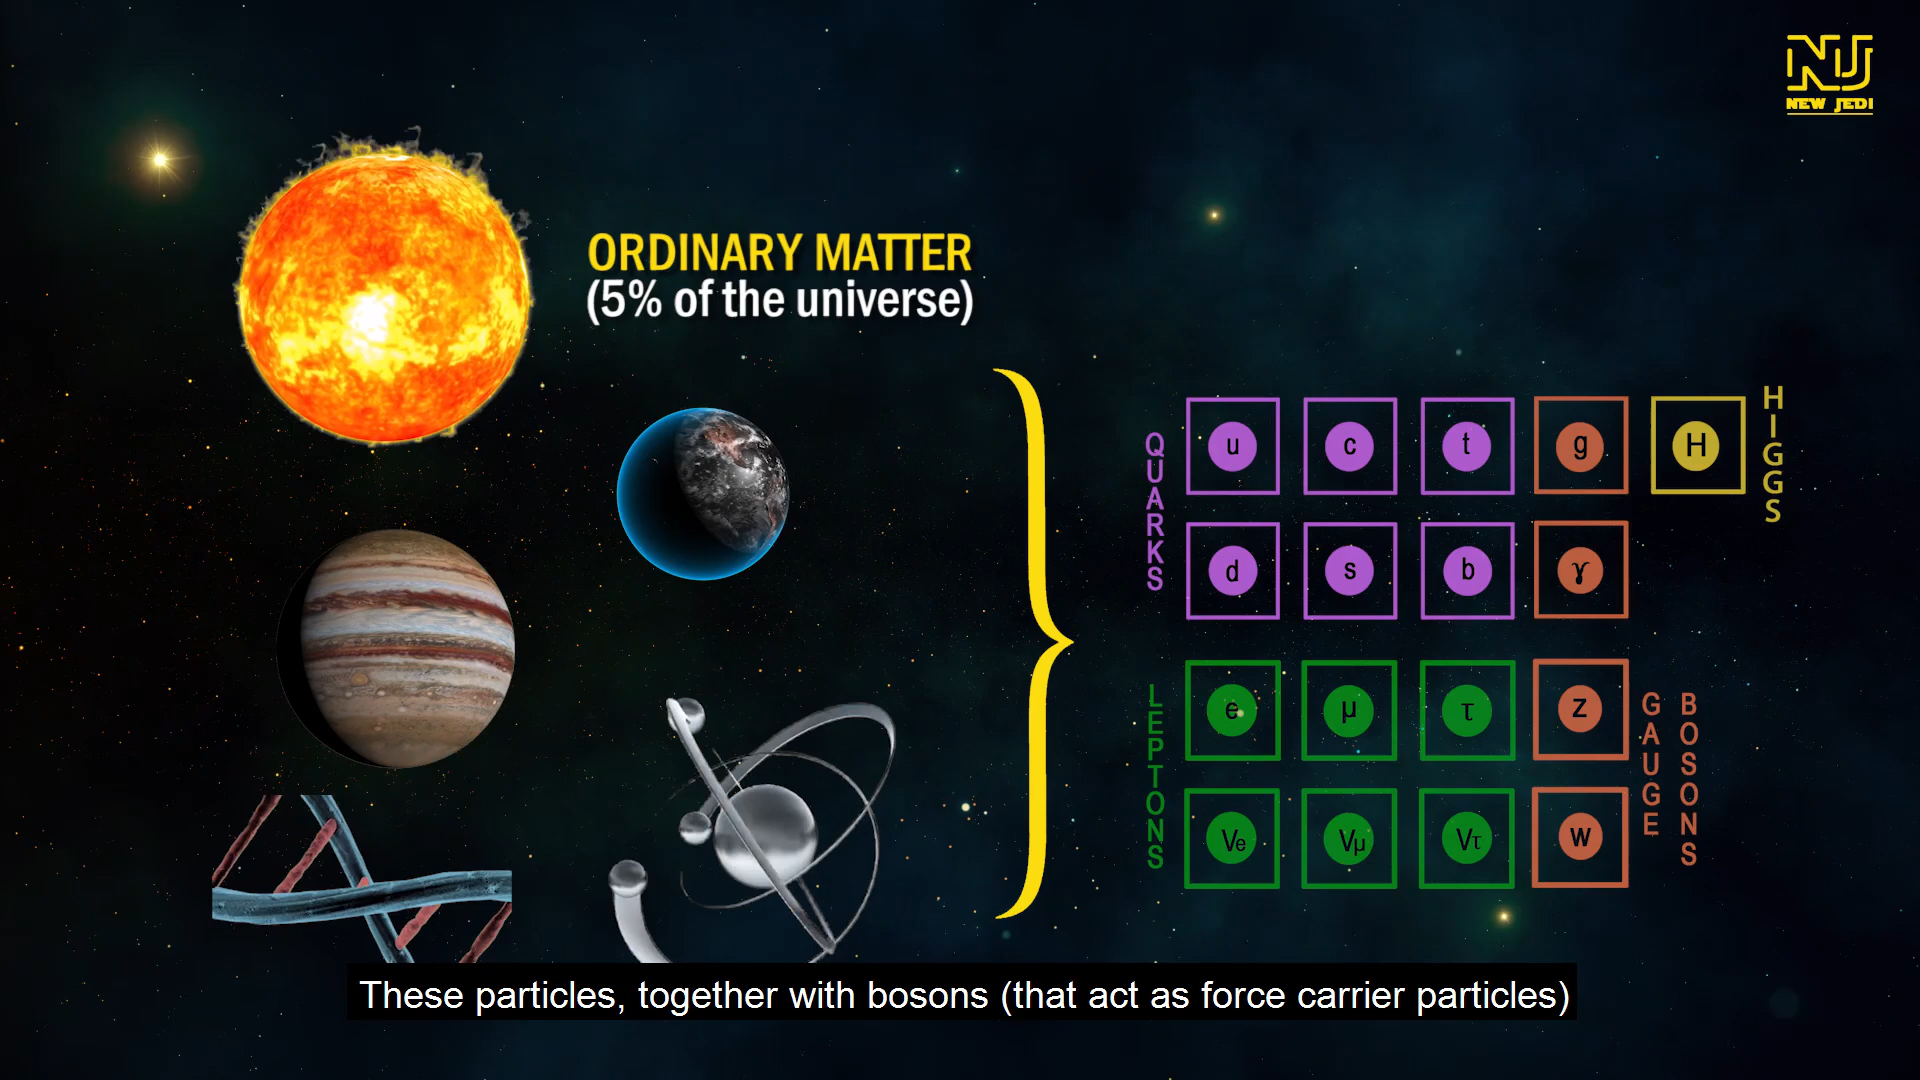 NJ
NEW JEDI
ORDINARY MATTER
(5% of the universe)
QUARKS
u c t g H
HIGGS
d s b γ
LEPTONS
e μ τ z
GAUGE BOSONS
Ve Vμ Vτ w
These particles, together with bosons (that act as force carrier particles)